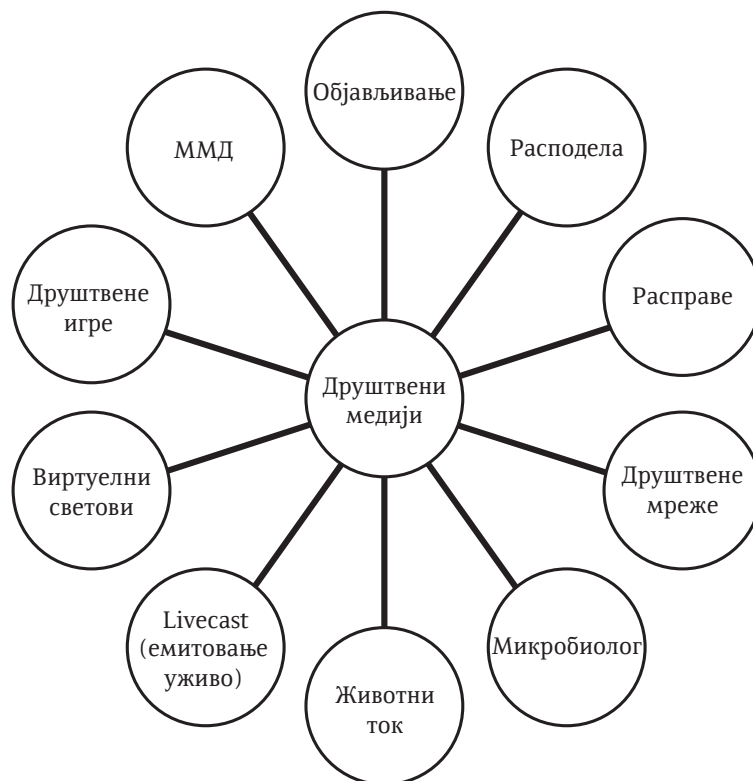 Објављивање
ММД
Расподела
Друштвене
игре
Расправе
Друштвени
медији
Виртуелни
светови
Друштвене
мреже
Livecast
(емитовање
уживо)
Микробиолог
Животни
ток